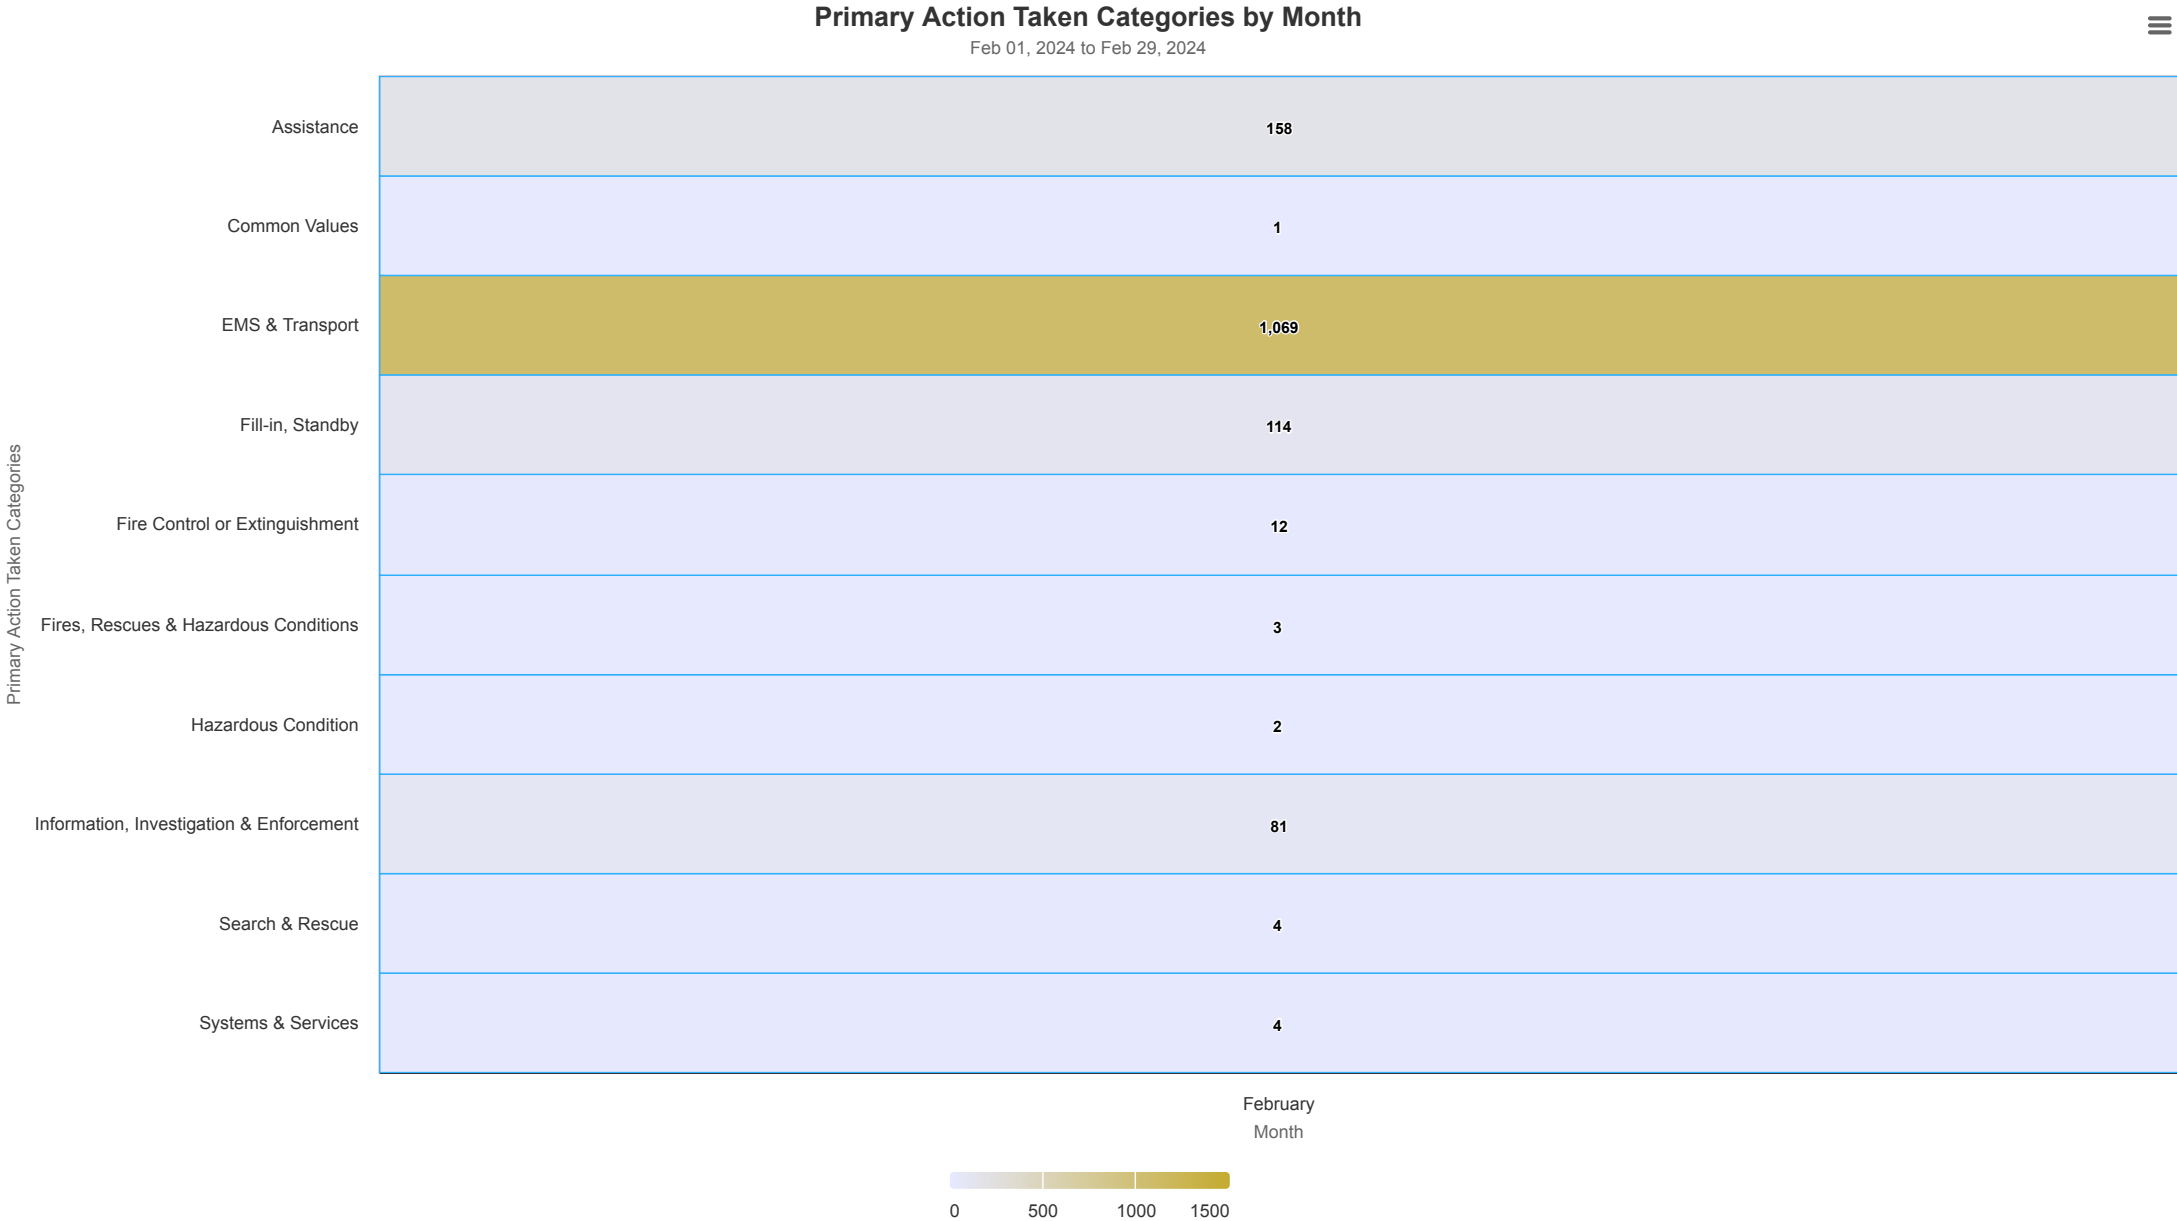 Primary Action Taken Categories by Month
Feb 01, 2024 to Feb 29, 2024
Primary Action Taken Categories
Assistance 158
Common Values 1
EMS & Transport 1,069
Fill-in, Standby 114
Fire Control or Extinguishment 12
Fires, Rescues & Hazardous Conditions 3
Hazardous Condition 2
Information, Investigation & Enforcement 81
Search & Rescue 4
Systems & Services 4
February
Month
0 500 1000 1500